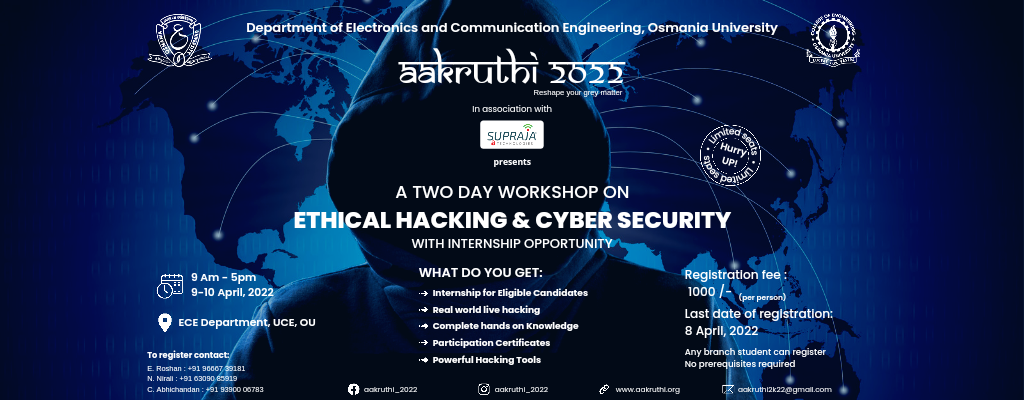 Department of Electronics and Communication Engineering, Osmania University
aakruthi 2022
Reshape your grey matter
In association with
SUPRAJA
TECHNOLOGIES
presents
Limited seats
Hurry
UP!
Limited seats
A TWO DAY WORKSHOP ON
ETHICAL HACKING & CYBER SECURITY
WITH INTERNSHIP OPPORTUNITY
9 Am - 5pm
9-10 April, 2022
ECE Department, UCE, OU
To register contact:
E. Roshan : +91 96667 39181
N. Nirali : +91 63090 85919
C. Abhichandan : +91 93900 06783
WHAT DO YOU GET:
Internship for Eligible Candidates
Real world live hacking
Complete hands on Knowledge
Participation Certificates
Powerful Hacking Tools
Registration fee :
1000 /- (per person)
Last date of registration:
8 April, 2022
Any branch student can register
No prerequisites required
aakruthi_2022
aakruthi_2022
www.aakruthi.org
aakruthi2k22@gmail.com